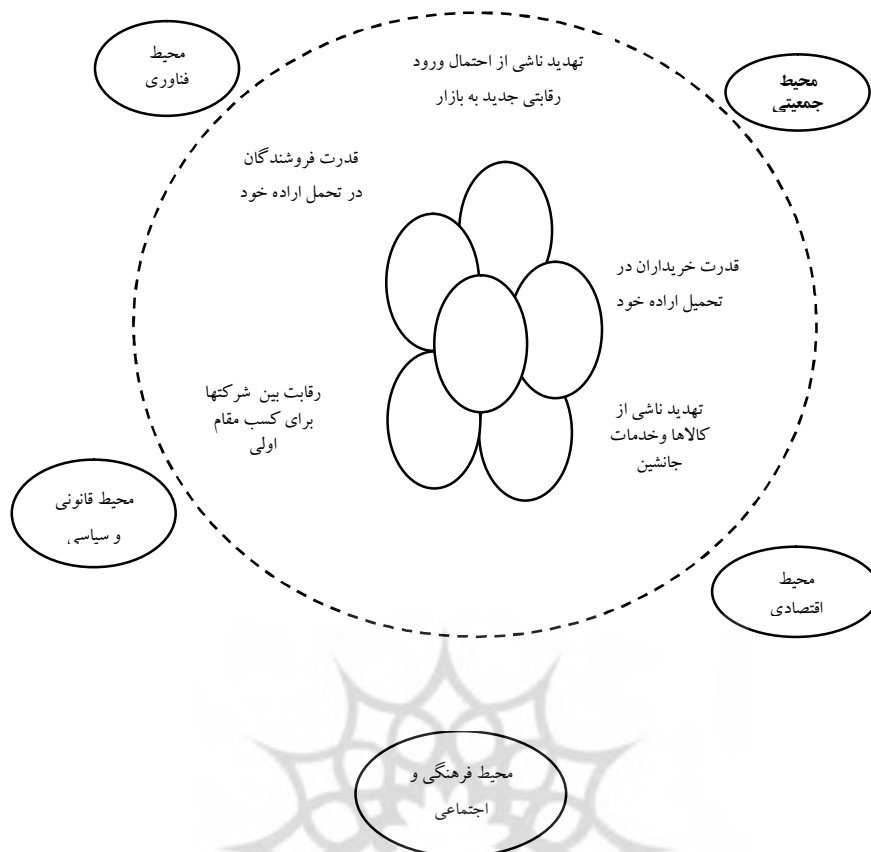 محیط
فناوری
تهدید ناشی از احتمال ورود
رقابتی جدید به بازار
محیط
جمعیتی
قدرت فروشندگان
در تحمل اراده خود
قدرت خریداران در
تحمیل اراده خود
رقابت بین شرکتها
برای کسب مقام
اولی
تهدید ناشی از
کالاها وخدمات
جانشین
محیط قانونی
و سیاسی
محیط
اقتصادی
محیط فرهنگی و
اجتماعی